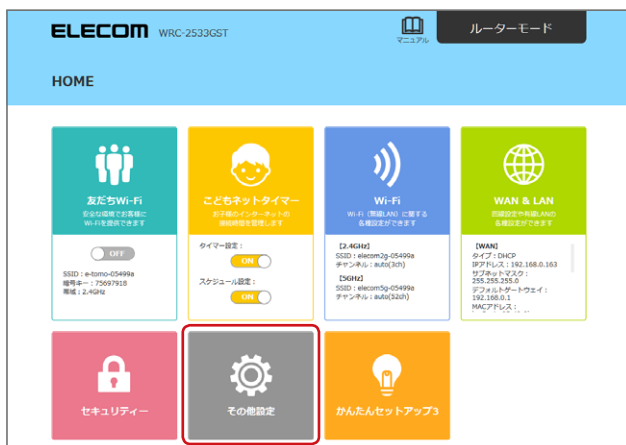 ELECOM WRC-2533GST
マニュアル
ルーターモード
HOME
友だちWi-Fi
安全な環境でお客様に
Wi-Fiを提供できます
OFF
SSID : e-tomo-05499a
暗号キー : 75697918
帯域 : 2.4GHz
こどもネットタイマー
お子様のインターネットの
接続時間を管理します
タイマー設定 :
ON
スケジュール設定 :
ON
Wi-Fi
Wi-Fi（無線LAN）に関する
各種設定ができます
【2.4GHz】
SSID : elecom2g-05499a
チャンネル : auto(3ch)
【5GHz】
SSID : elecom5g-05499a
チャンネル : auto(52ch)
WAN & LAN
回線設定や有線LANの
各種設定ができます
【WAN】
タイプ : DHCP
IPアドレス : 192.168.0.163
サブネットマスク :
255.255.255.0
デフォルトゲートウェイ :
192.168.0.1
MACアドレス :
セキュリティー
その他設定
かんたんセットアップ3